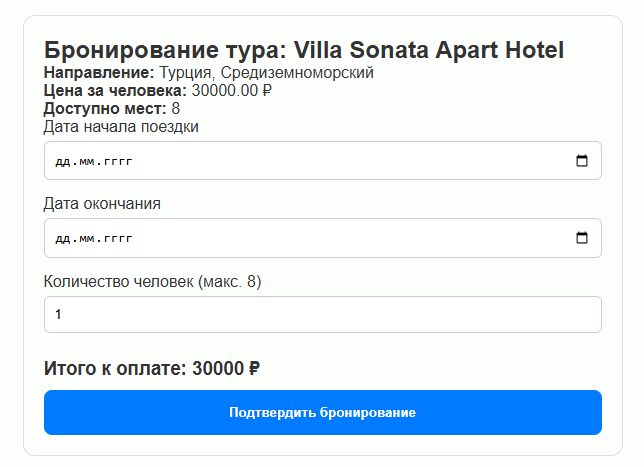 Бронирование тура: Villa Sonata Apart Hotel
Направление: Турция, Средиземноморский
Цена за человека: 30000.00 ₽
Доступно мест: 8
Дата начала поездки
дд.мм.гггг
Дата окончания
дд.мм.гггг
Количество человек (макс. 8)
1
Итого к оплате: 30000 ₽
Подтвердить бронирование